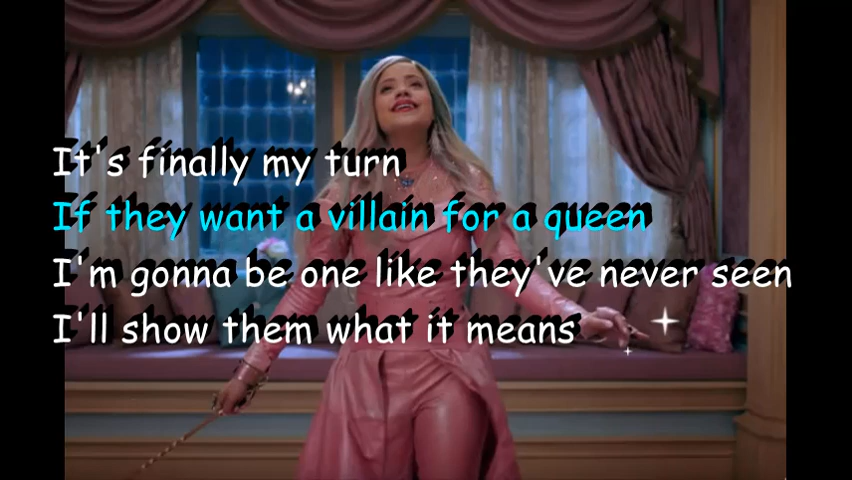 It's finally my turn
If they want a villain for a queen
I'm gonna be one like they've never seen
I'll show them what it means